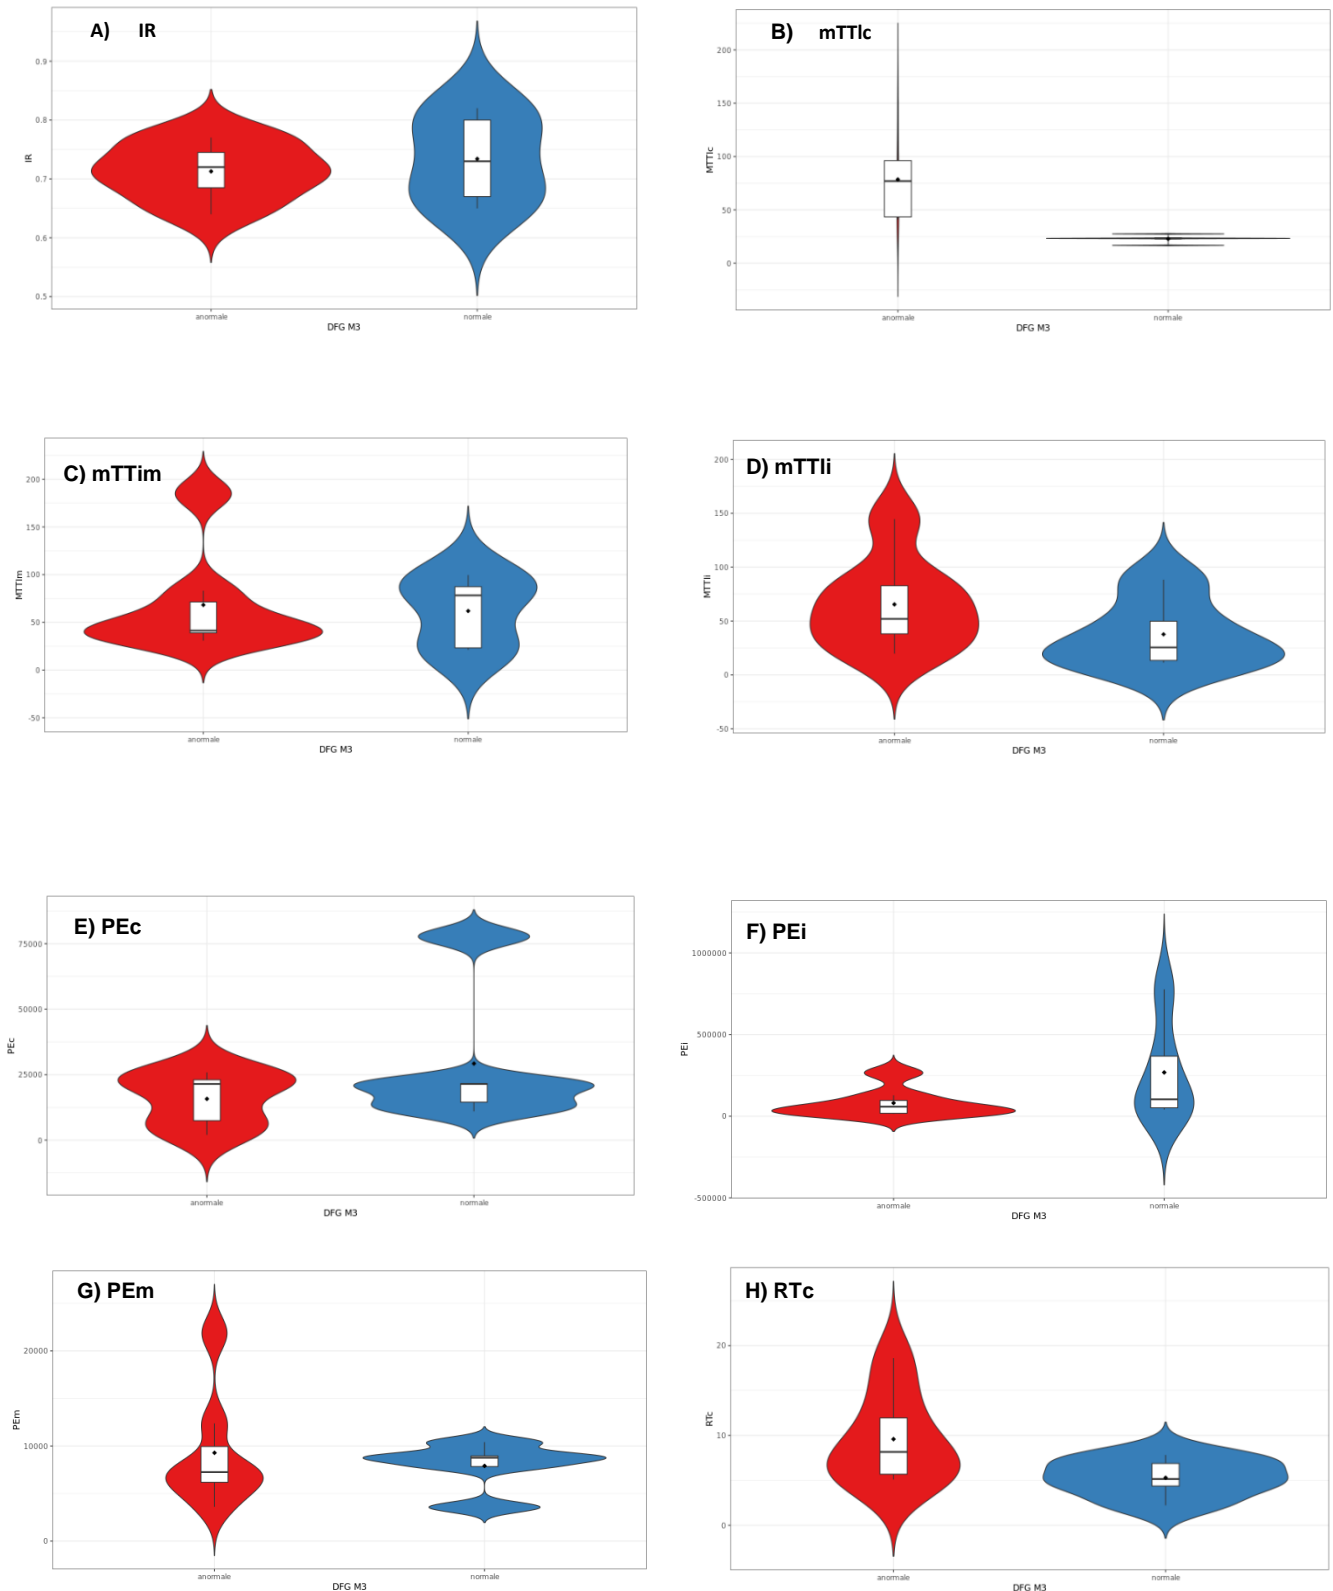 A) IR
0.9
0.8
0.7
0.6
0.5
IR
anormale
normale
DFG M3
B) mTTlc
200
150
100
50
0
MTTlc
anormale
normale
DFG M3
C) mTTim
200
150
100
50
0
-50
MTTim
anormale
normale
DFG M3
D) mTTli
200
150
100
50
0
-50
MTTli
anormale
normale
DFG M3
E) PEc
75000
50000
25000
0
PEc
anormale
normale
DFG M3
F) PEi
1000000
500000
0
-500000
PEi
anormale
normale
DFG M3
G) PEm
20000
10000
0
PEm
anormale
normale
DFG M3
H) RTc
20
10
0
RTc
anormale
normale
DFG M3